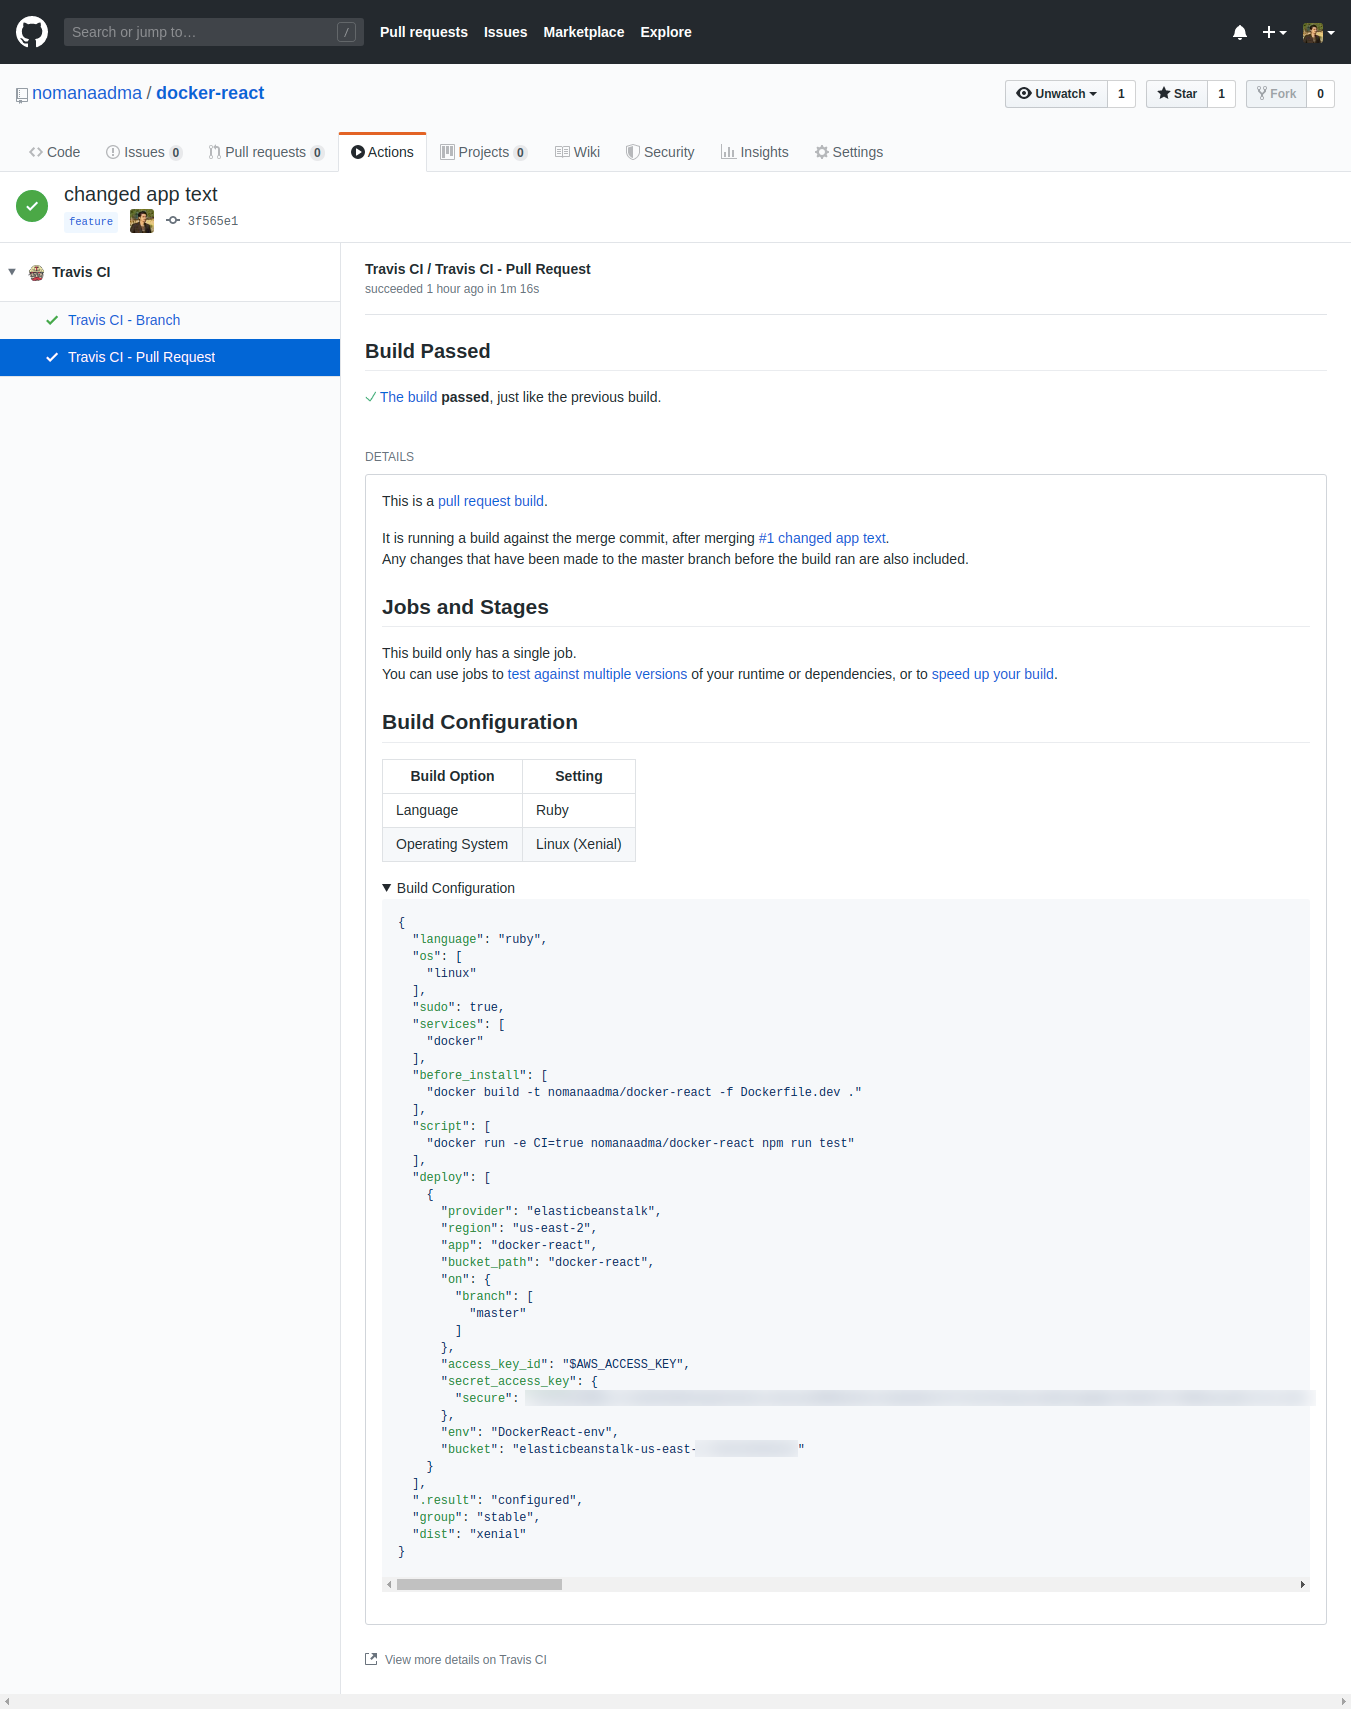 Search or jump to… /
Pull requests Issues Marketplace Explore
nomanaadma / docker-react
Unwatch 1 Star 1 Fork 0
Code Issues 0 Pull requests 0 Actions Projects 0 Wiki Security Insights Settings
changed app text
feature 3f565e1
Travis CI
Travis CI - Branch
Travis CI - Pull Request
Travis CI / Travis CI - Pull Request
succeeded 1 hour ago in 1m 16s
Build Passed
The build passed, just like the previous build.
DETAILS
This is a pull request build.
It is running a build against the merge commit, after merging #1 changed app text.
Any changes that have been made to the master branch before the build ran are also included.
Jobs and Stages
This build only has a single job.
You can use jobs to test against multiple versions of your runtime or dependencies, or to speed up your build.
Build Configuration
Build Option Setting
Language Ruby
Operating System Linux (Xenial)
Build Configuration
{
"language": "ruby",
"os": [
"linux"
],
"sudo": true,
"services": [
"docker"
],
"before_install": [
"docker build -t nomanaadma/docker-react -f Dockerfile.dev ."
],
"script": [
"docker run -e CI=true nomanaadma/docker-react npm run test"
],
"deploy": [
{
"provider": "elasticbeanstalk",
"region": "us-east-2",
"app": "docker-react",
"bucket_path": "docker-react",
"on": {
"branch": [
"master"
]
},
"access_key_id": "$AWS_ACCESS_KEY",
"secret_access_key": {
"secure":
},
"env": "DockerReact-env",
"bucket": "elasticbeanstalk-us-east- "
}
],
".result": "configured",
"group": "stable",
"dist": "xenial"
}
View more details on Travis CI